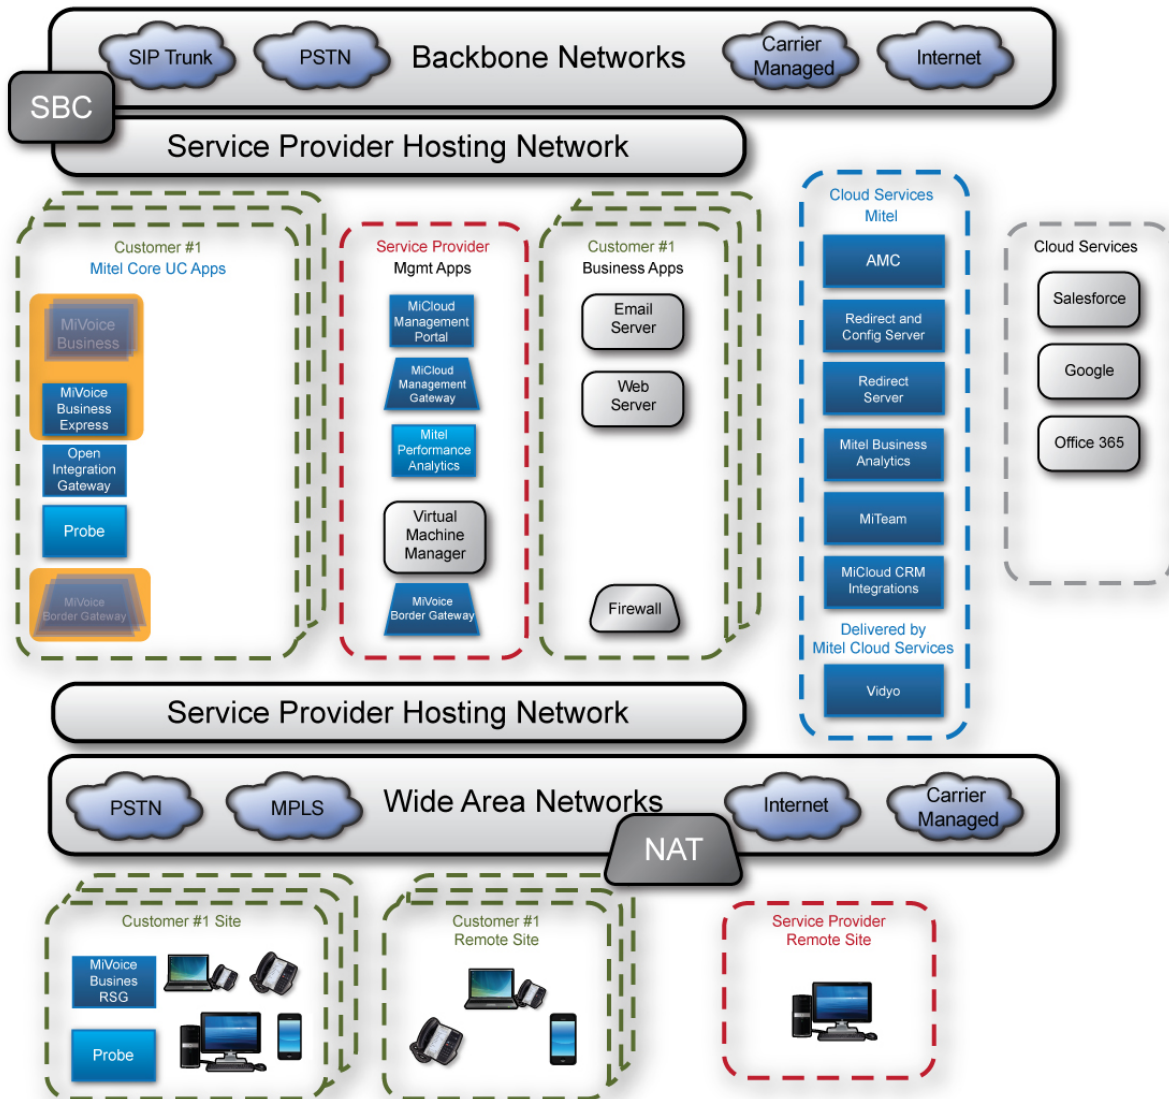 SIP Trunk
PSTN
Backbone Networks
Carrier
Managed
Internet
SBC
Service Provider Hosting Network
Customer #1
Mitel Core UC Apps
MiVoice
Business
MiVoice
Business
Express
Open
Integration
Gateway
Probe
MiVoice
Border Gateway
Service Provider
Mgmt Apps
MiCloud
Management
Portal
MiCloud
Management
Gateway
Mitel
Performance
Analytics
Virtual
Machine
Manager
MiVoice
Border Gateway
Customer #1
Business Apps
Email
Server
Web
Server
Firewall
Cloud Services
Mitel
AMC
Redirect and
Config Server
Redirect
Server
Mitel Business
Analytics
MiTeam
MiCloud CRM
Integrations
Delivered by
Mitel Cloud Services
Vidyo
Cloud Services
Salesforce
Google
Office 365
Service Provider Hosting Network
PSTN
MPLS
Wide Area Networks
Internet
Carrier
Managed
NAT
Customer #1 Site
MiVoice
Busines
RSG
Probe
Customer #1
Remote Site
Service Provider
Remote Site